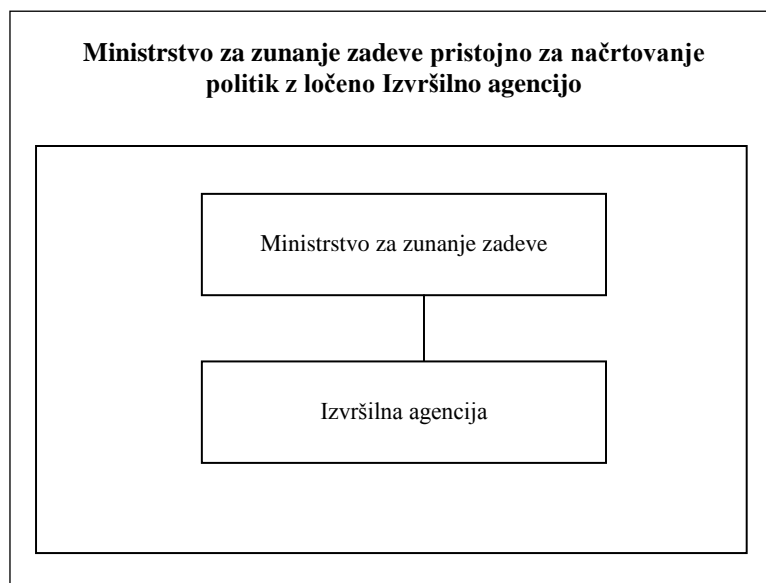 Ministrstvo za zunanje zadeve pristojno za načrtovanje
politik z ločeno Izvršilno agencijo
Ministrstvo za zunanje zadeve
Izvršilna agencija